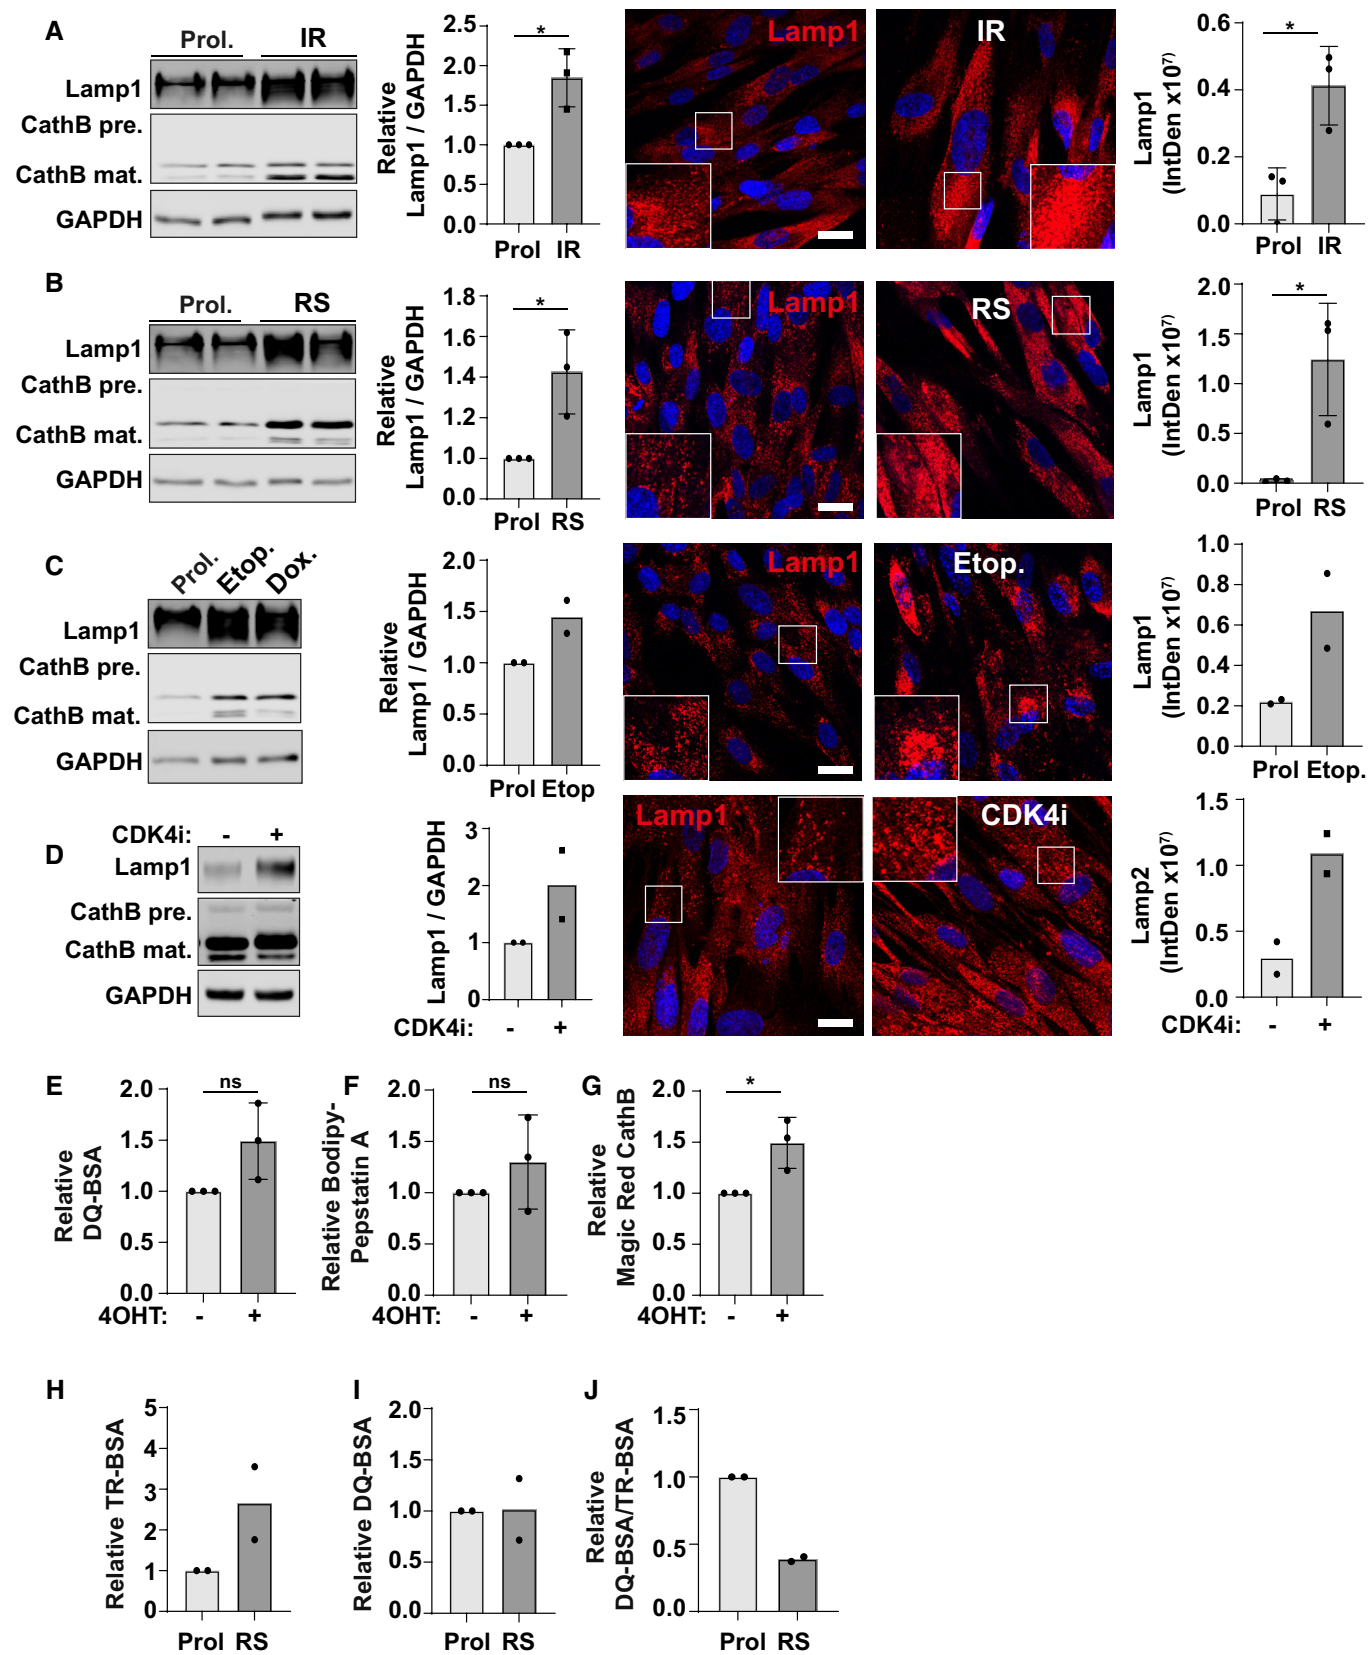 A
Prol. IR
Lamp1
CathB pre.
CathB mat.
GAPDH
Relative
Lamp1 / GAPDH
2.5
2.0
1.5
1.0
0.5
0.0
*
Prol IR
Lamp1
IR
Lamp1
(IntDen x10⁷)
0.6
0.4
0.2
0
*
Prol IR
B
Prol. RS
Lamp1
CathB pre.
CathB mat.
GAPDH
Relative
Lamp1 / GAPDH
1.8
1.6
1.4
1.2
1.0
0.0
*
Prol RS
Lamp1
RS
Lamp1
(IntDen x10⁷)
2.0
1.5
1.0
0.5
0.0
*
Prol RS
C
Prol. Etop. Dox.
Lamp1
CathB pre.
CathB mat.
GAPDH
Relative
Lamp1 / GAPDH
2.0
1.5
1.0
0.5
0.0
Prol Etop
Lamp1
Etop.
Lamp1
(IntDen x10⁷)
1.0
0.8
0.6
0.4
0.2
0.0
Prol Etop.
D
CDK4i: - +
Lamp1
CathB pre.
CathB mat.
GAPDH
Lamp1 / GAPDH
3
2
1
0
CDK4i: - +
Lamp1
CDK4i
Lamp2
(IntDen x10⁷)
1.5
1.0
0.5
0.0
CDK4i: - +
E
Relative
DQ-BSA
2.0
1.5
1.0
0.5
0.0
ns
4OHT: - +
F
Relative Bodipy-
Pepstatin A
2.0
1.5
1.0
0.5
0.0
ns
4OHT: - +
G
Relative
Magic Red CathB
2.0
1.5
1.0
0.5
0.0
*
4OHT: - +
H
Relative TR-BSA
5
4
3
2
1
0
Prol RS
I
Relative DQ-BSA
2.0
1.5
1.0
0.5
0.0
Prol RS
J
Relative
DQ-BSA/TR-BSA
1.5
1.0
0.5
0.0
Prol RS